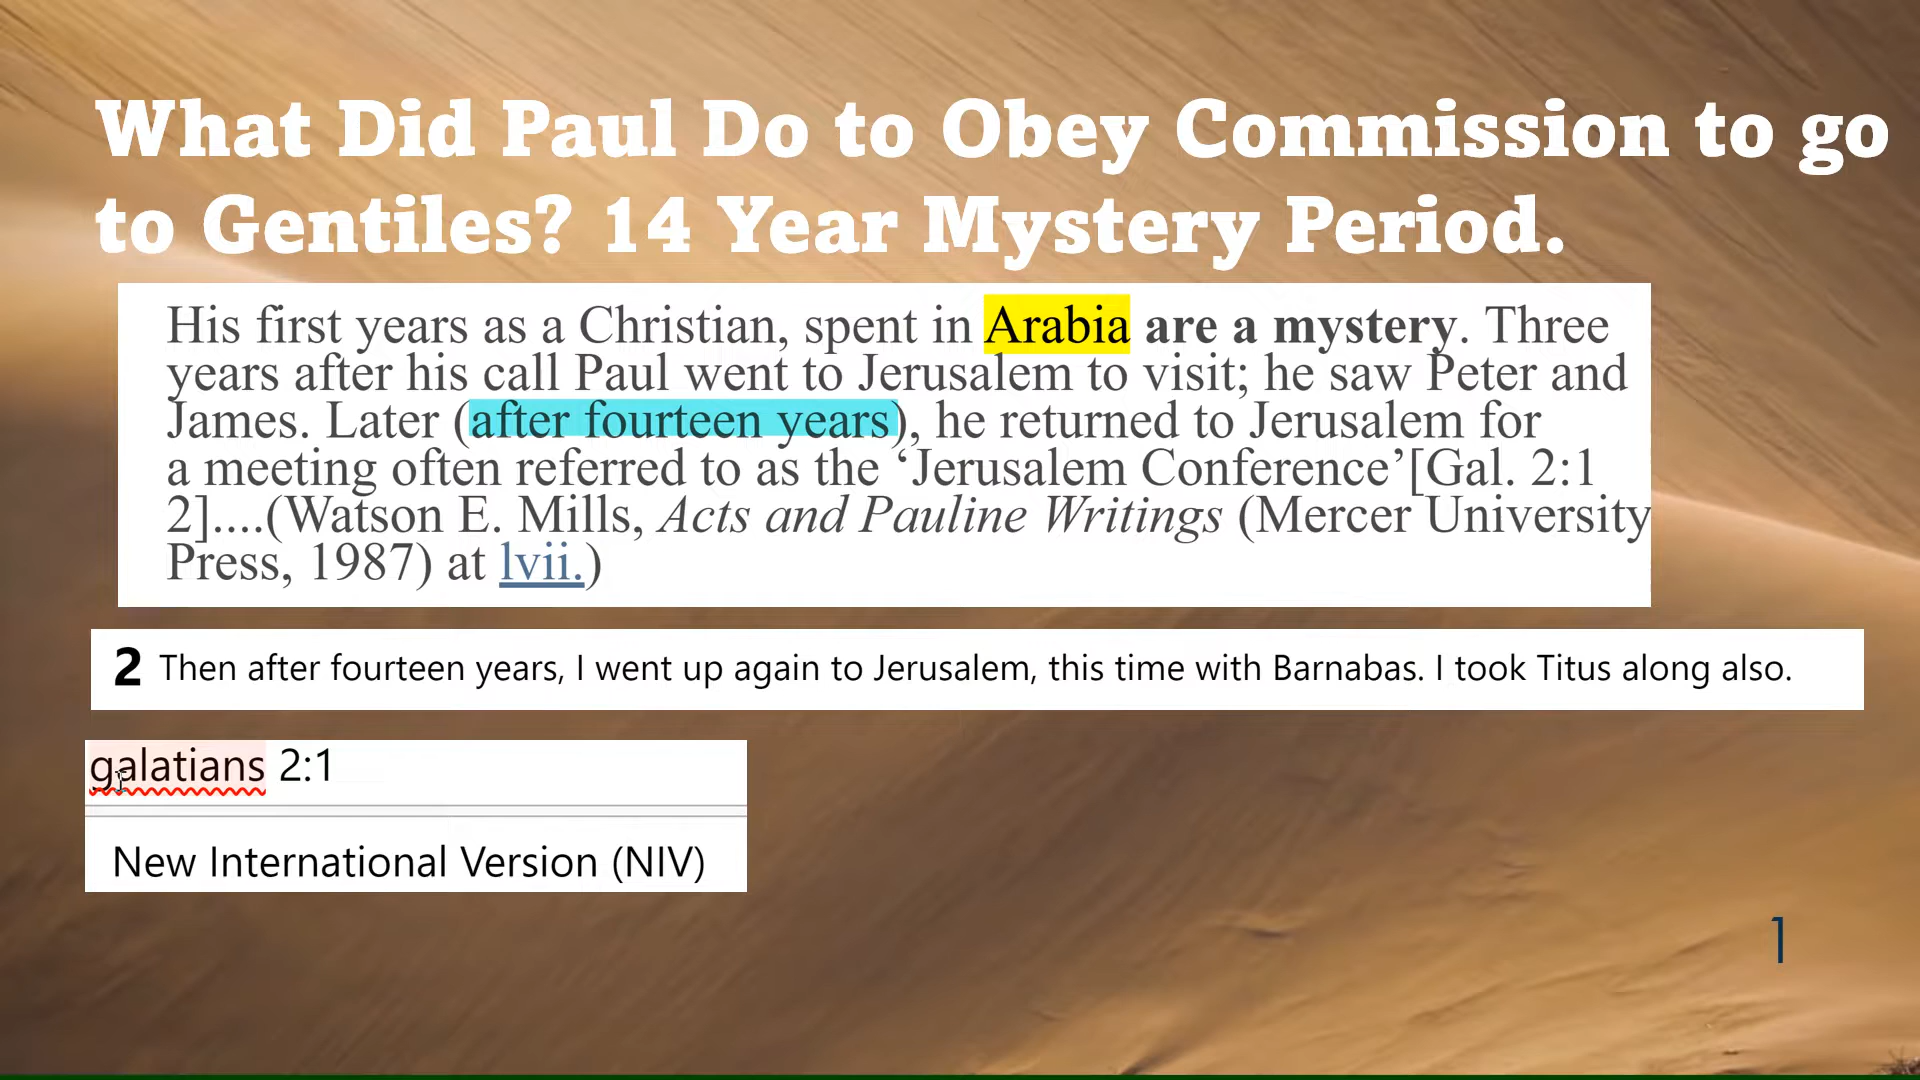 What Did Paul Do to Obey Commission to go
to Gentiles? 14 Year Mystery Period.
His first years as a Christian, spent in Arabia are a mystery. Three
years after his call Paul went to Jerusalem to visit; he saw Peter and
James. Later (after fourteen years), he returned to Jerusalem for
a meeting often referred to as the ‘Jerusalem Conference’[Gal. 2:1
2]....(Watson E. Mills, Acts and Pauline Writings (Mercer University
Press, 1987) at lvii.)
2 Then after fourteen years, I went up again to Jerusalem, this time with Barnabas. I took Titus along also.
galatians 2:1
New International Version (NIV)
1